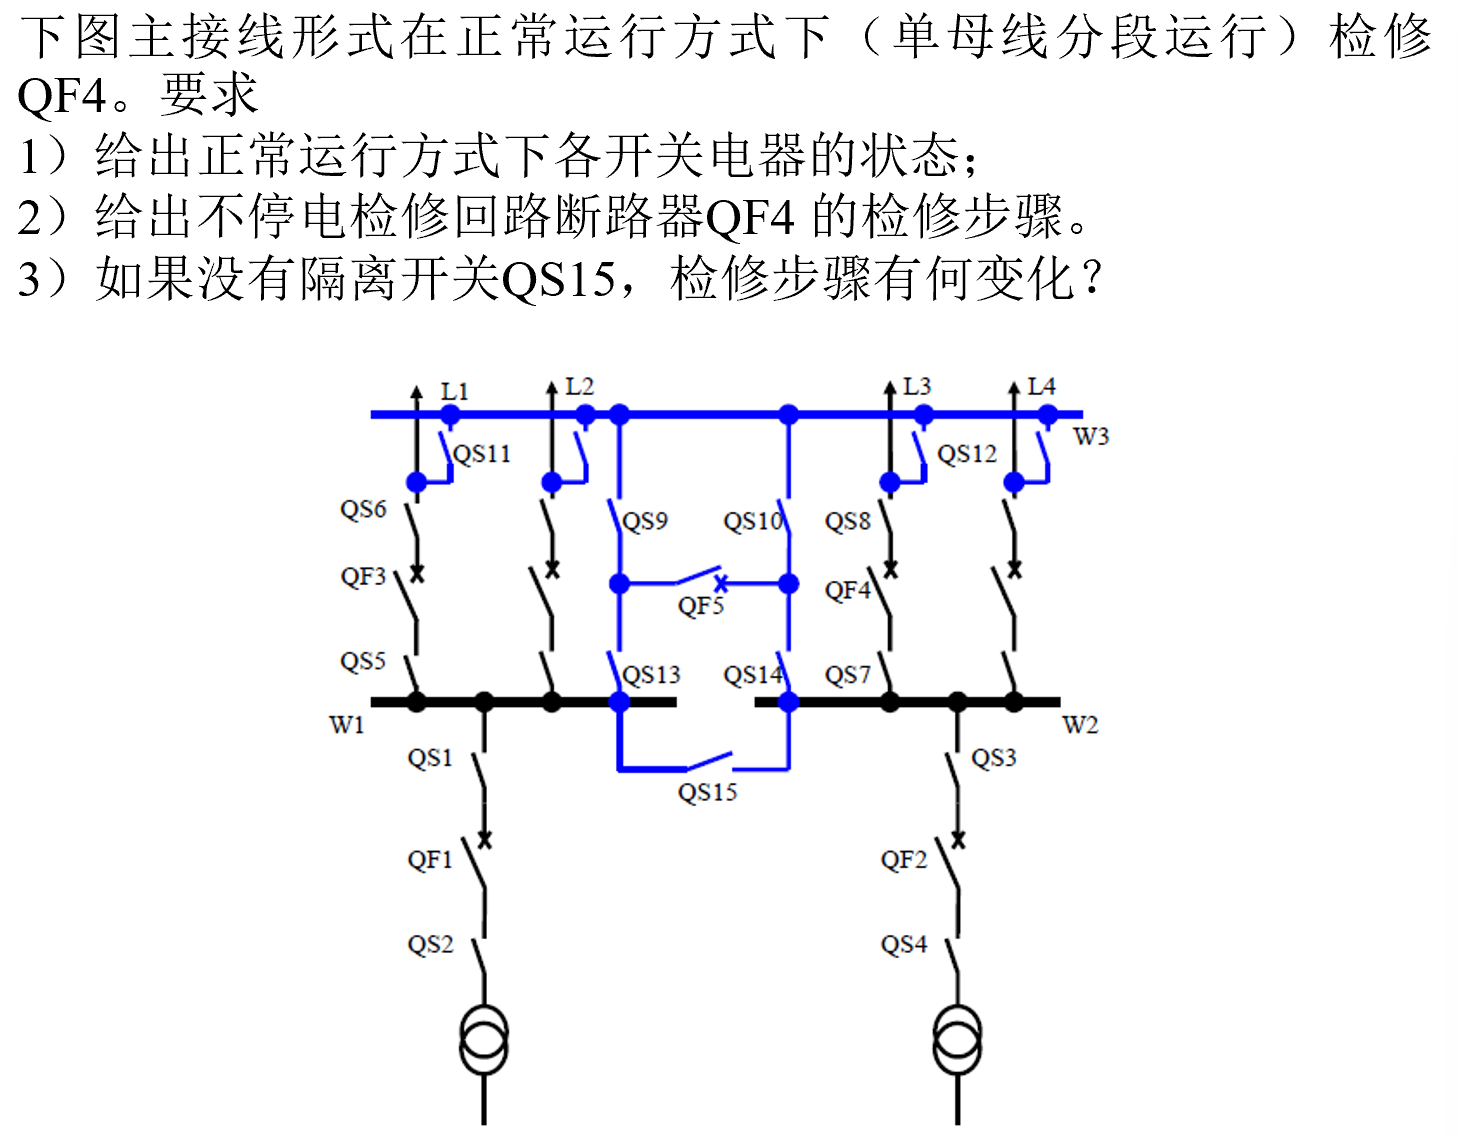 下图主接线形式在正常运行方式下（单母线分段运行）检修
QF4。要求
1）给出正常运行方式下各开关电器的状态；
2）给出不停电检修回路断路器QF4 的检修步骤。
3）如果没有隔离开关QS15，检修步骤有何变化？
L1
L2
L3
L4
W3
QS11
QS12
QS6
QS9
QS10
QS8
QF3
QF5
QF4
QS5
QS13
QS14
QS7
W1
W2
QS1
QS3
QS15
QF1
QF2
QS2
QS4